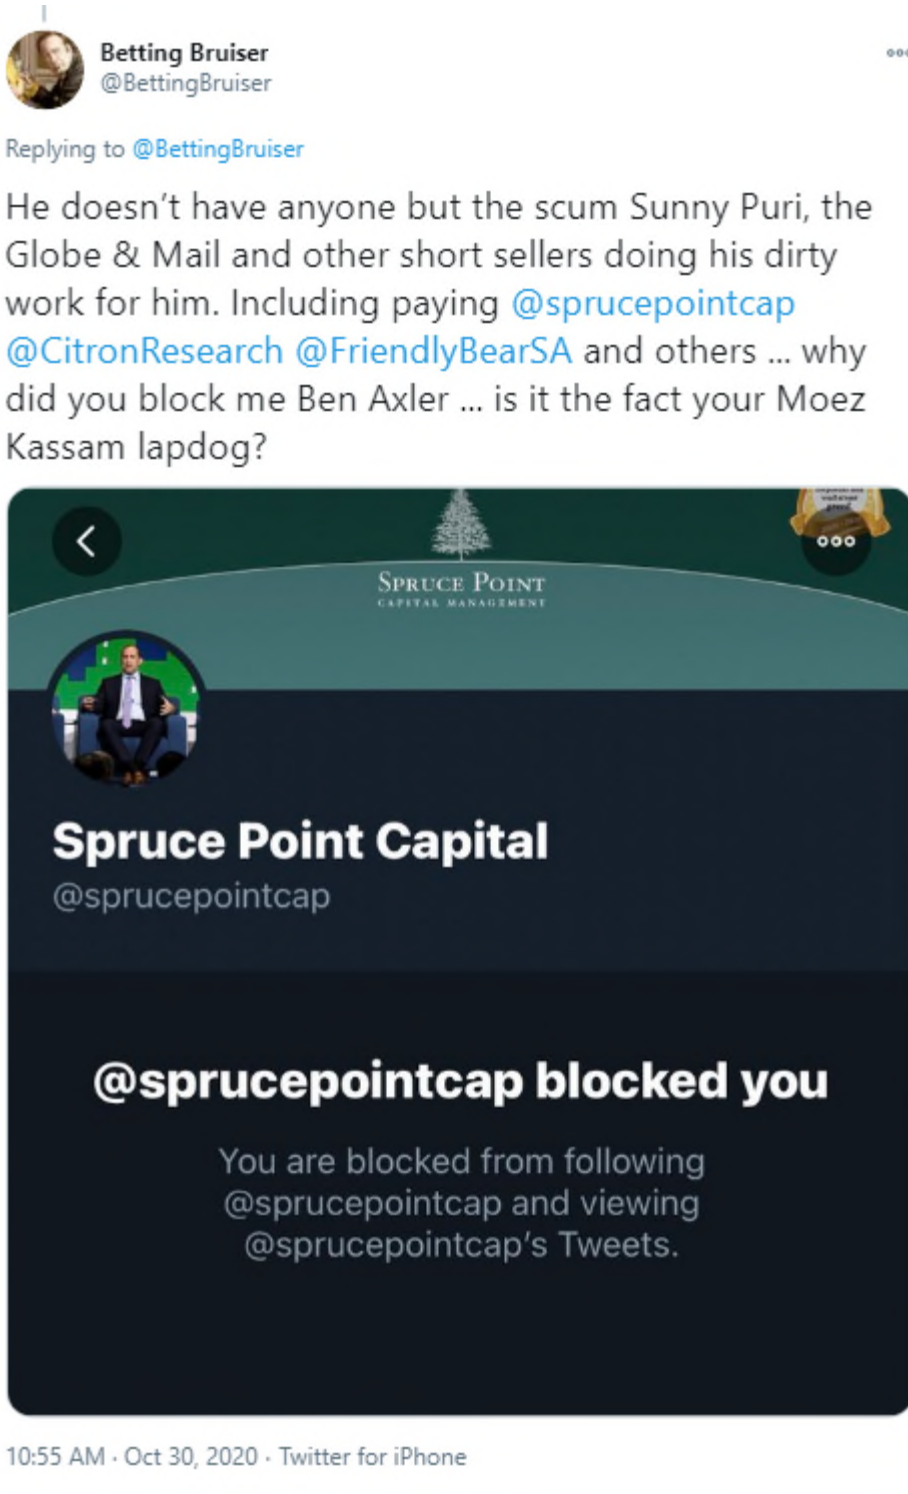 Betting Bruiser
@BettingBruiser
Replying to @BettingBruiser
He doesn't have anyone but the scum Sunny Puri, the
Globe & Mail and other short sellers doing his dirty
work for him. Including paying @sprucepointcap
@CitronResearch @FriendlyBearSA and others ... why
did you block me Ben Axler ... is it the fact your Moez
Kassam lapdog?
SPRUCE POINT
CAPITAL MANAGEMENT
Spruce Point Capital
@sprucepointcap
@sprucepointcap blocked you
You are blocked from following
@sprucepointcap and viewing
@sprucepointcap's Tweets.
10:55 AM · Oct 30, 2020 · Twitter for iPhone